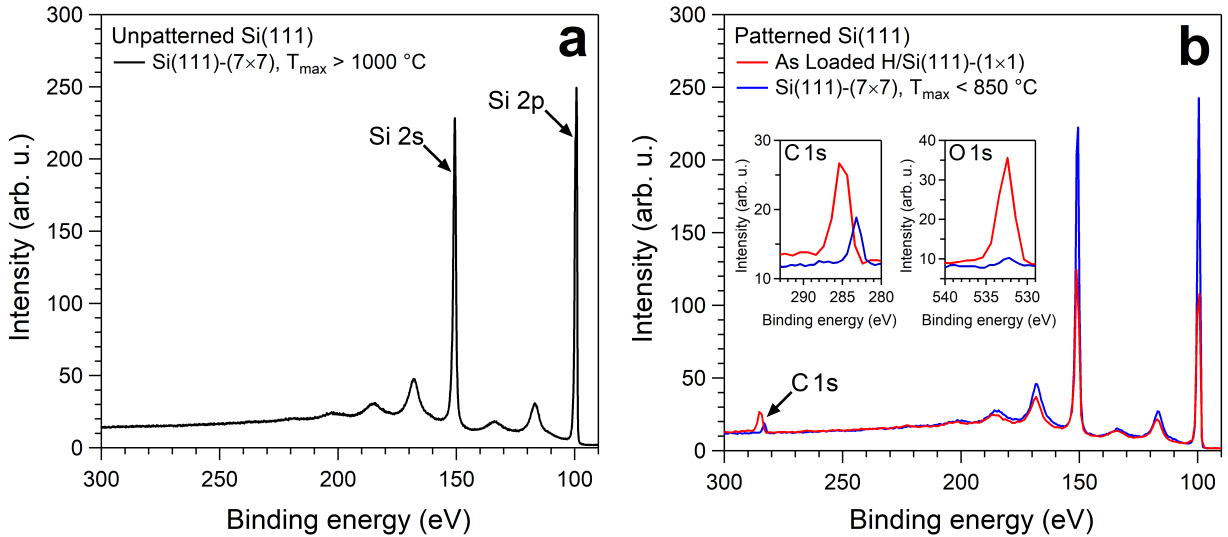 a
Unpatterned Si(111)
Si(111)-(7×7), Tmax > 1000 °C
Si 2p
Si 2s
300
250
200
150
100
50
0
Intensity (arb. u.)
300
250
200
150
100
Binding energy (eV)
b
Patterned Si(111)
As Loaded H/Si(111)-(1×1)
Si(111)-(7×7), Tmax < 850 °C
300
250
200
150
100
50
0
Intensity (arb. u.)
C 1s
30
20
10
Intensity (arb. u.)
290
285
280
Binding energy (eV)
O 1s
40
30
20
10
Intensity (arb. u.)
540
535
530
Binding energy (eV)
C 1s
300
250
200
150
100
Binding energy (eV)